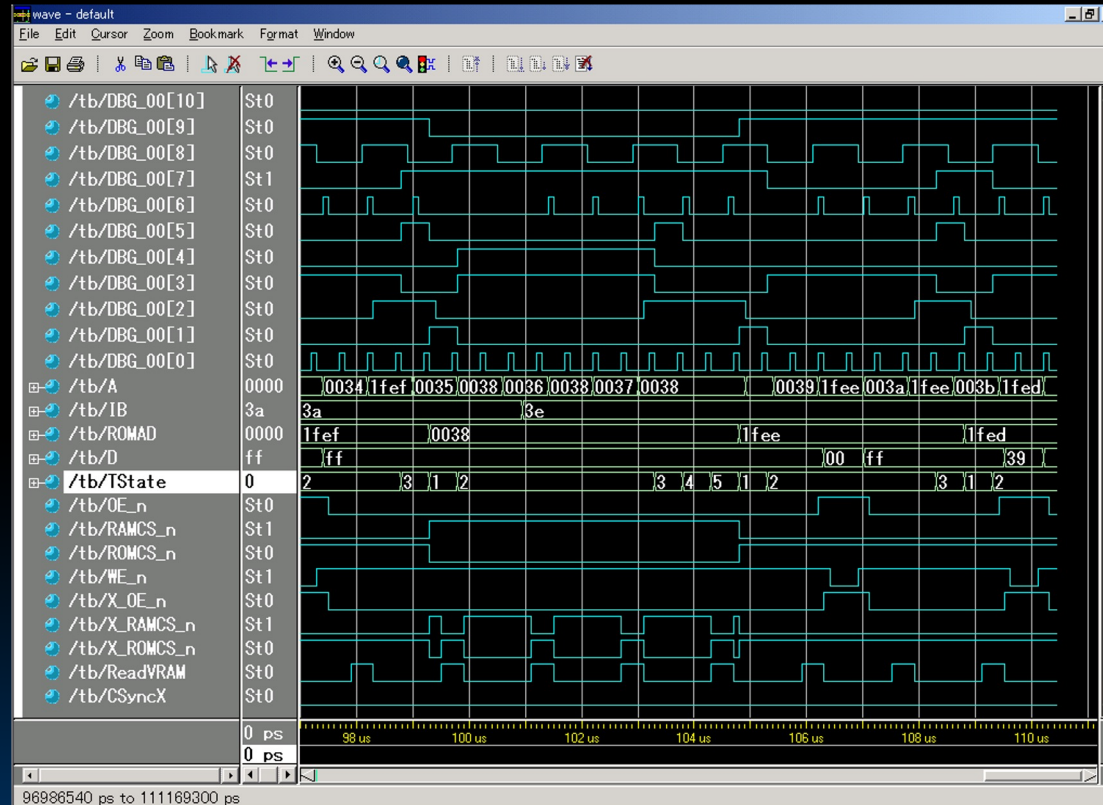 wave - default
File Edit Cursor Zoom Bookmark Format Window
/tb/DBG_00[10] St0
/tb/DBG_00[9] St0
/tb/DBG_00[8] St0
/tb/DBG_00[7] St1
/tb/DBG_00[6] St0
/tb/DBG_00[5] St0
/tb/DBG_00[4] St0
/tb/DBG_00[3] St0
/tb/DBG_00[2] St0
/tb/DBG_00[1] St0
/tb/DBG_00[0] St0
/tb/A 0000 0034 1fef 0035 0038 0036 0038 0037 0038 0039 1fee 003a 1fee 003b 1fed
/tb/IB 3a 3a 3e
/tb/ROMAD 0000 1fef 0038 1fee 1fed
/tb/D ff ff 00 ff 39
/tb/TState 0 2 3 1 2 3 4 5 1 2 3 1 2
/tb/OE_n St0
/tb/RAMCS_n St1
/tb/ROMCS_n St0
/tb/WE_n St1
/tb/X_OE_n St0
/tb/X_RAMCS_n St1
/tb/X_ROMCS_n St0
/tb/ReadVRAM St0
/tb/CSyncX St0
0 ps 98 us 100 us 102 us 104 us 106 us 108 us 110 us
0 ps
96986540 ps to 111169300 ps